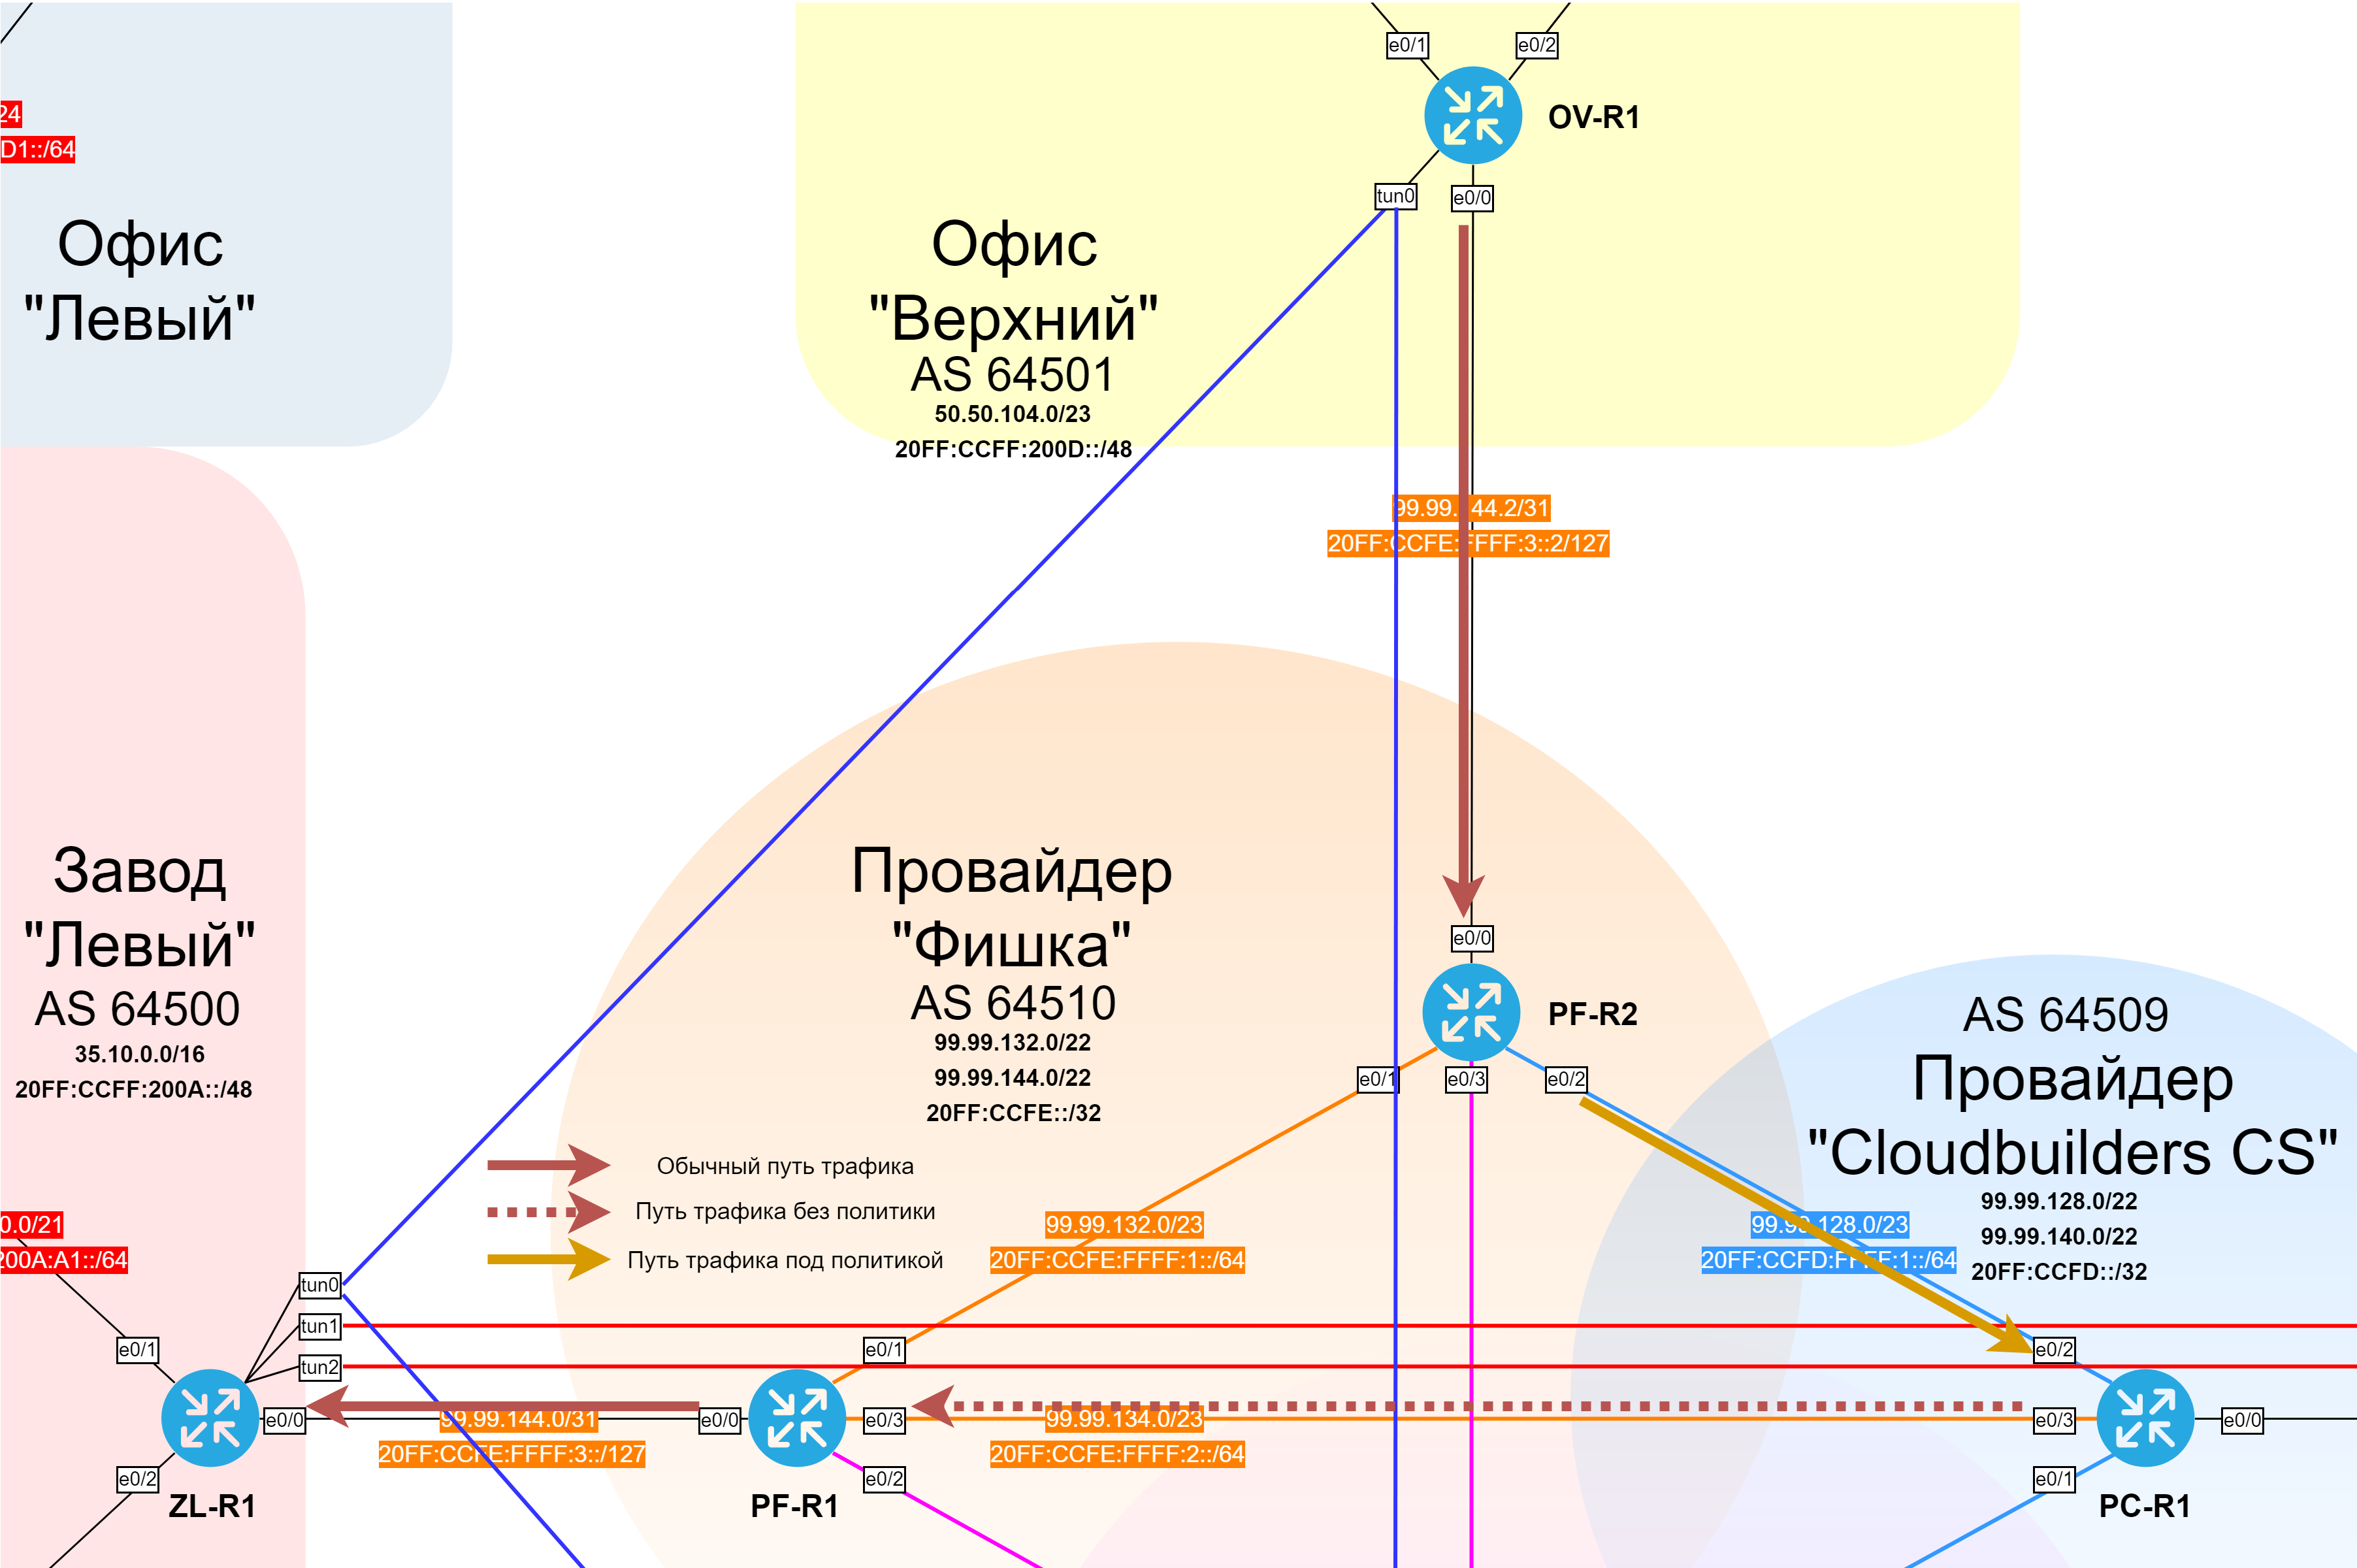 e0/1
e0/2
24
D1::/64
OV-R1
tun0
e0/0
Офис
"Левый"
Офис
"Верхний"
AS 64501
50.50.104.0/23
20FF:CCFF:200D::/48
99.99. 44.2/31
20FF:CCFE:FFFF:3::2/127
Завод
"Левый"
AS 64500
35.10.0.0/16
20FF:CCFF:200A::/48
Провайдер
"Фишка"
AS 64510
99.99.132.0/22
99.99.144.0/22
20FF:CCFE::/32
e0/0
PF-R2
e0/1
e0/3
e0/2
AS 64509
Провайдер
"Cloudbuilders CS"
99.99.128.0/22
99.99.140.0/22
20FF:CCFD::/32
Обычный путь трафика
Путь трафика без политики
Путь трафика под политикой
0.0/21
200A:A1::/64
99.99.132.0/23
20FF:CCFE:FFFF:1::/64
99.99.128.0/23
20FF:CCFD:FFFF:1::/64
tun0
tun1
tun2
e0/1
e0/1
e0/2
e0/0
99.99.144.0/31
20FF:CCFE:FFFF:3::/127
e0/0
e0/3
99.99.134.0/23
20FF:CCFE:FFFF:2::/64
e0/3
e0/0
e0/2
e0/2
e0/1
ZL-R1
PF-R1
PC-R1